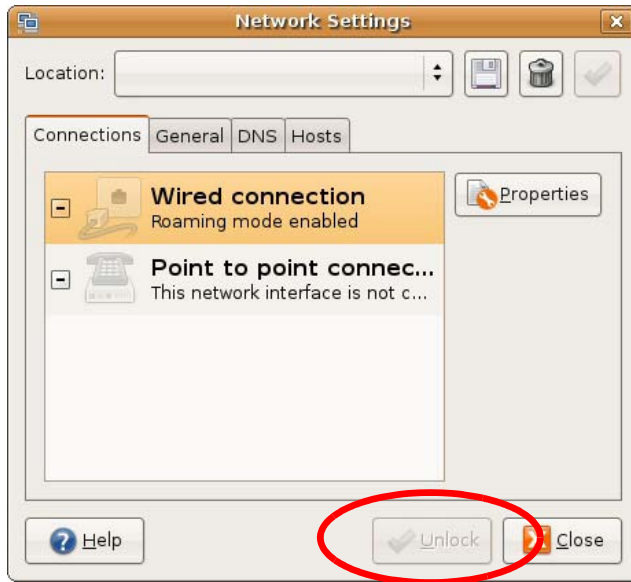 Network Settings
Location:
Connections General DNS Hosts
Wired connection
Roaming mode enabled
Properties
Point to point connec...
This network interface is not c...
Help
Unlock
Close